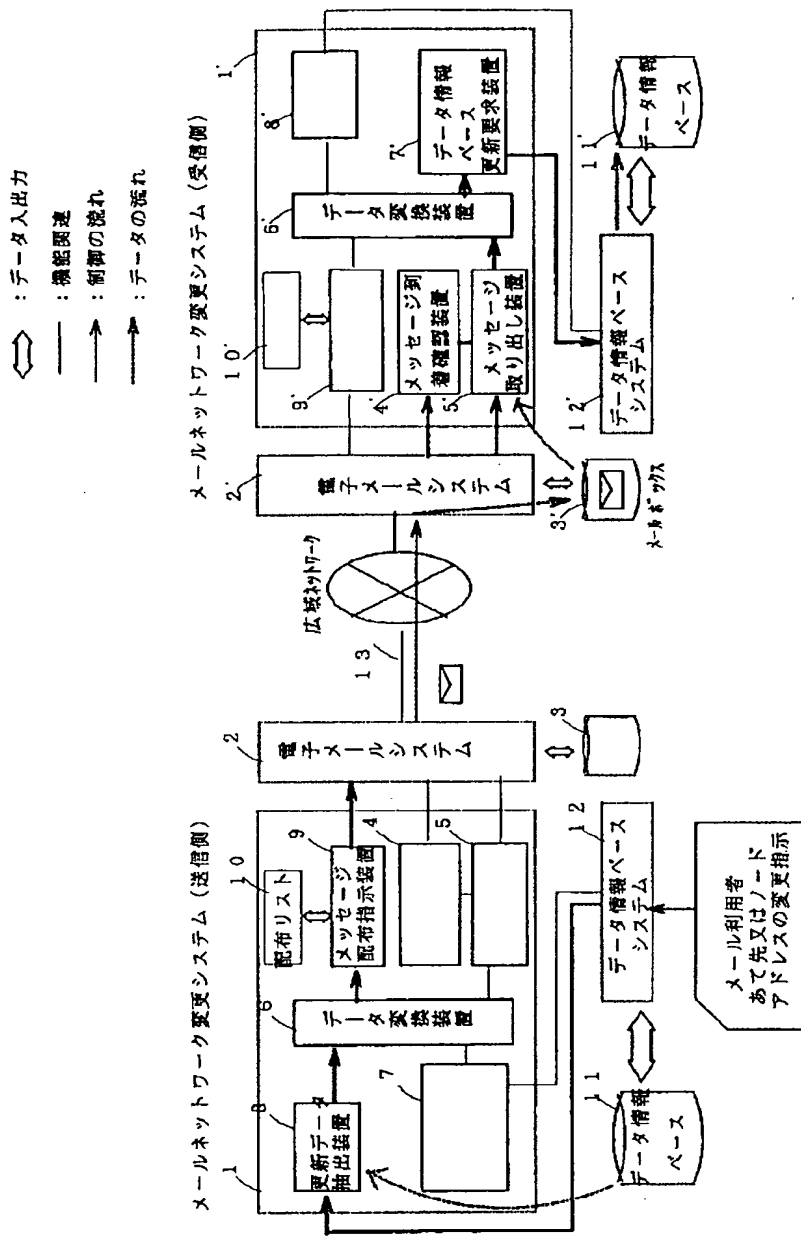 ⇔ : データ入出力
— : 機能関連
→ : 制御の流れ
→ : データの流れ
メールネットワーク変更システム(送信側)
1
8
更新データ
抽出装置
7
6
データ変換装置
10
配布リスト
9
メッセージ
配布指示装置
4
5
2
電子メールシステム
3
11
データ情報
ベース
12
データ情報ベース
システム
メール利用者
あて先又はノード
アドレスの変更指示
13
広域ネットワーク
メールネットワーク変更システム(受信側)
1'
2'
電子メールシステム
3'
メールボックス
10'
9'
4'
メッセージ到
着確認装置
5'
メッセージ
取り出し装置
6'
データ変換装置
8'
7'
データ情報
ベース
更新要求装置
12'
データ情報ベース
システム
11'
データ情報
ベース